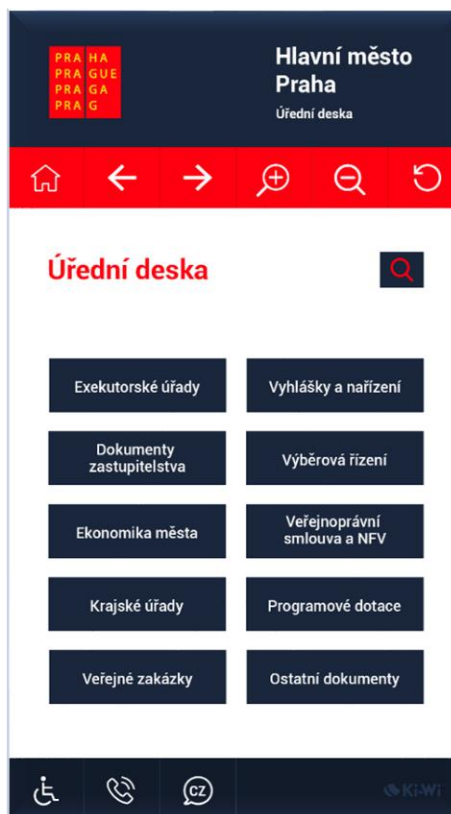 PRA HA
PRA GUE
PRA GA
PRA G
Hlavní město
Praha
Úřední deska
Úřední deska
Exekutorské úřady
Vyhlášky a nařízení
Dokumenty
zastupitelstva
Výběrová řízení
Ekonomika města
Veřejnoprávní
smlouva a NFV
Krajské úřady
Programové dotace
Veřejné zakázky
Ostatní dokumenty
CZ
Ki-Wi